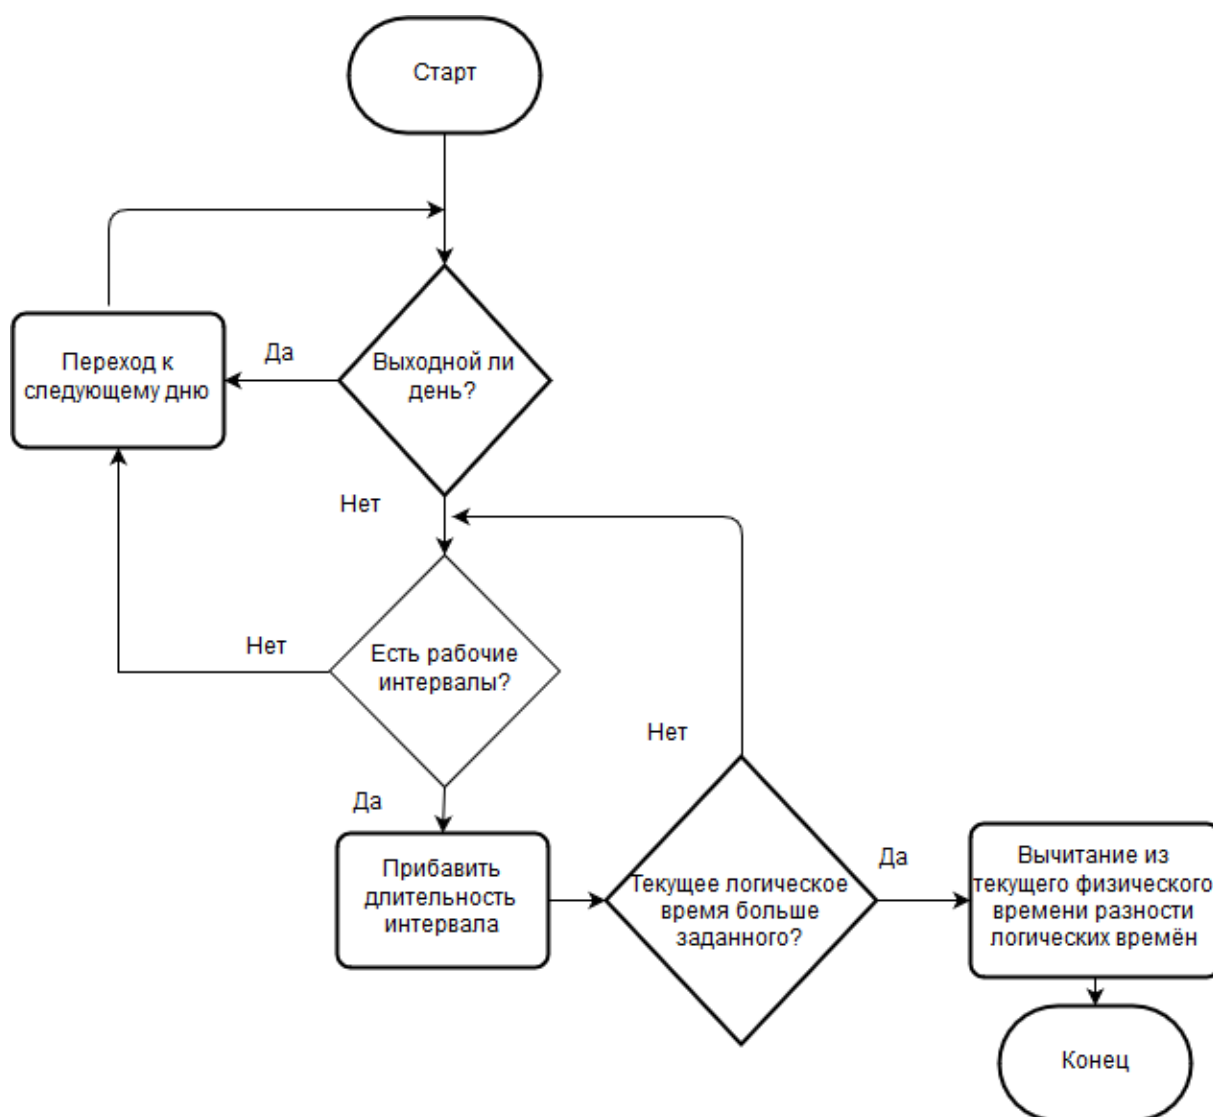 Старт
Переход к
следующему дню
Да
Выходной ли
день?
Нет
Нет
Есть рабочие
интервалы?
Нет
Да
Прибавить
длительность
интервала
Текущее логическое
время больше
заданного?
Да
Вычитание из
текущего физического
времени разности
логических времён
Конец